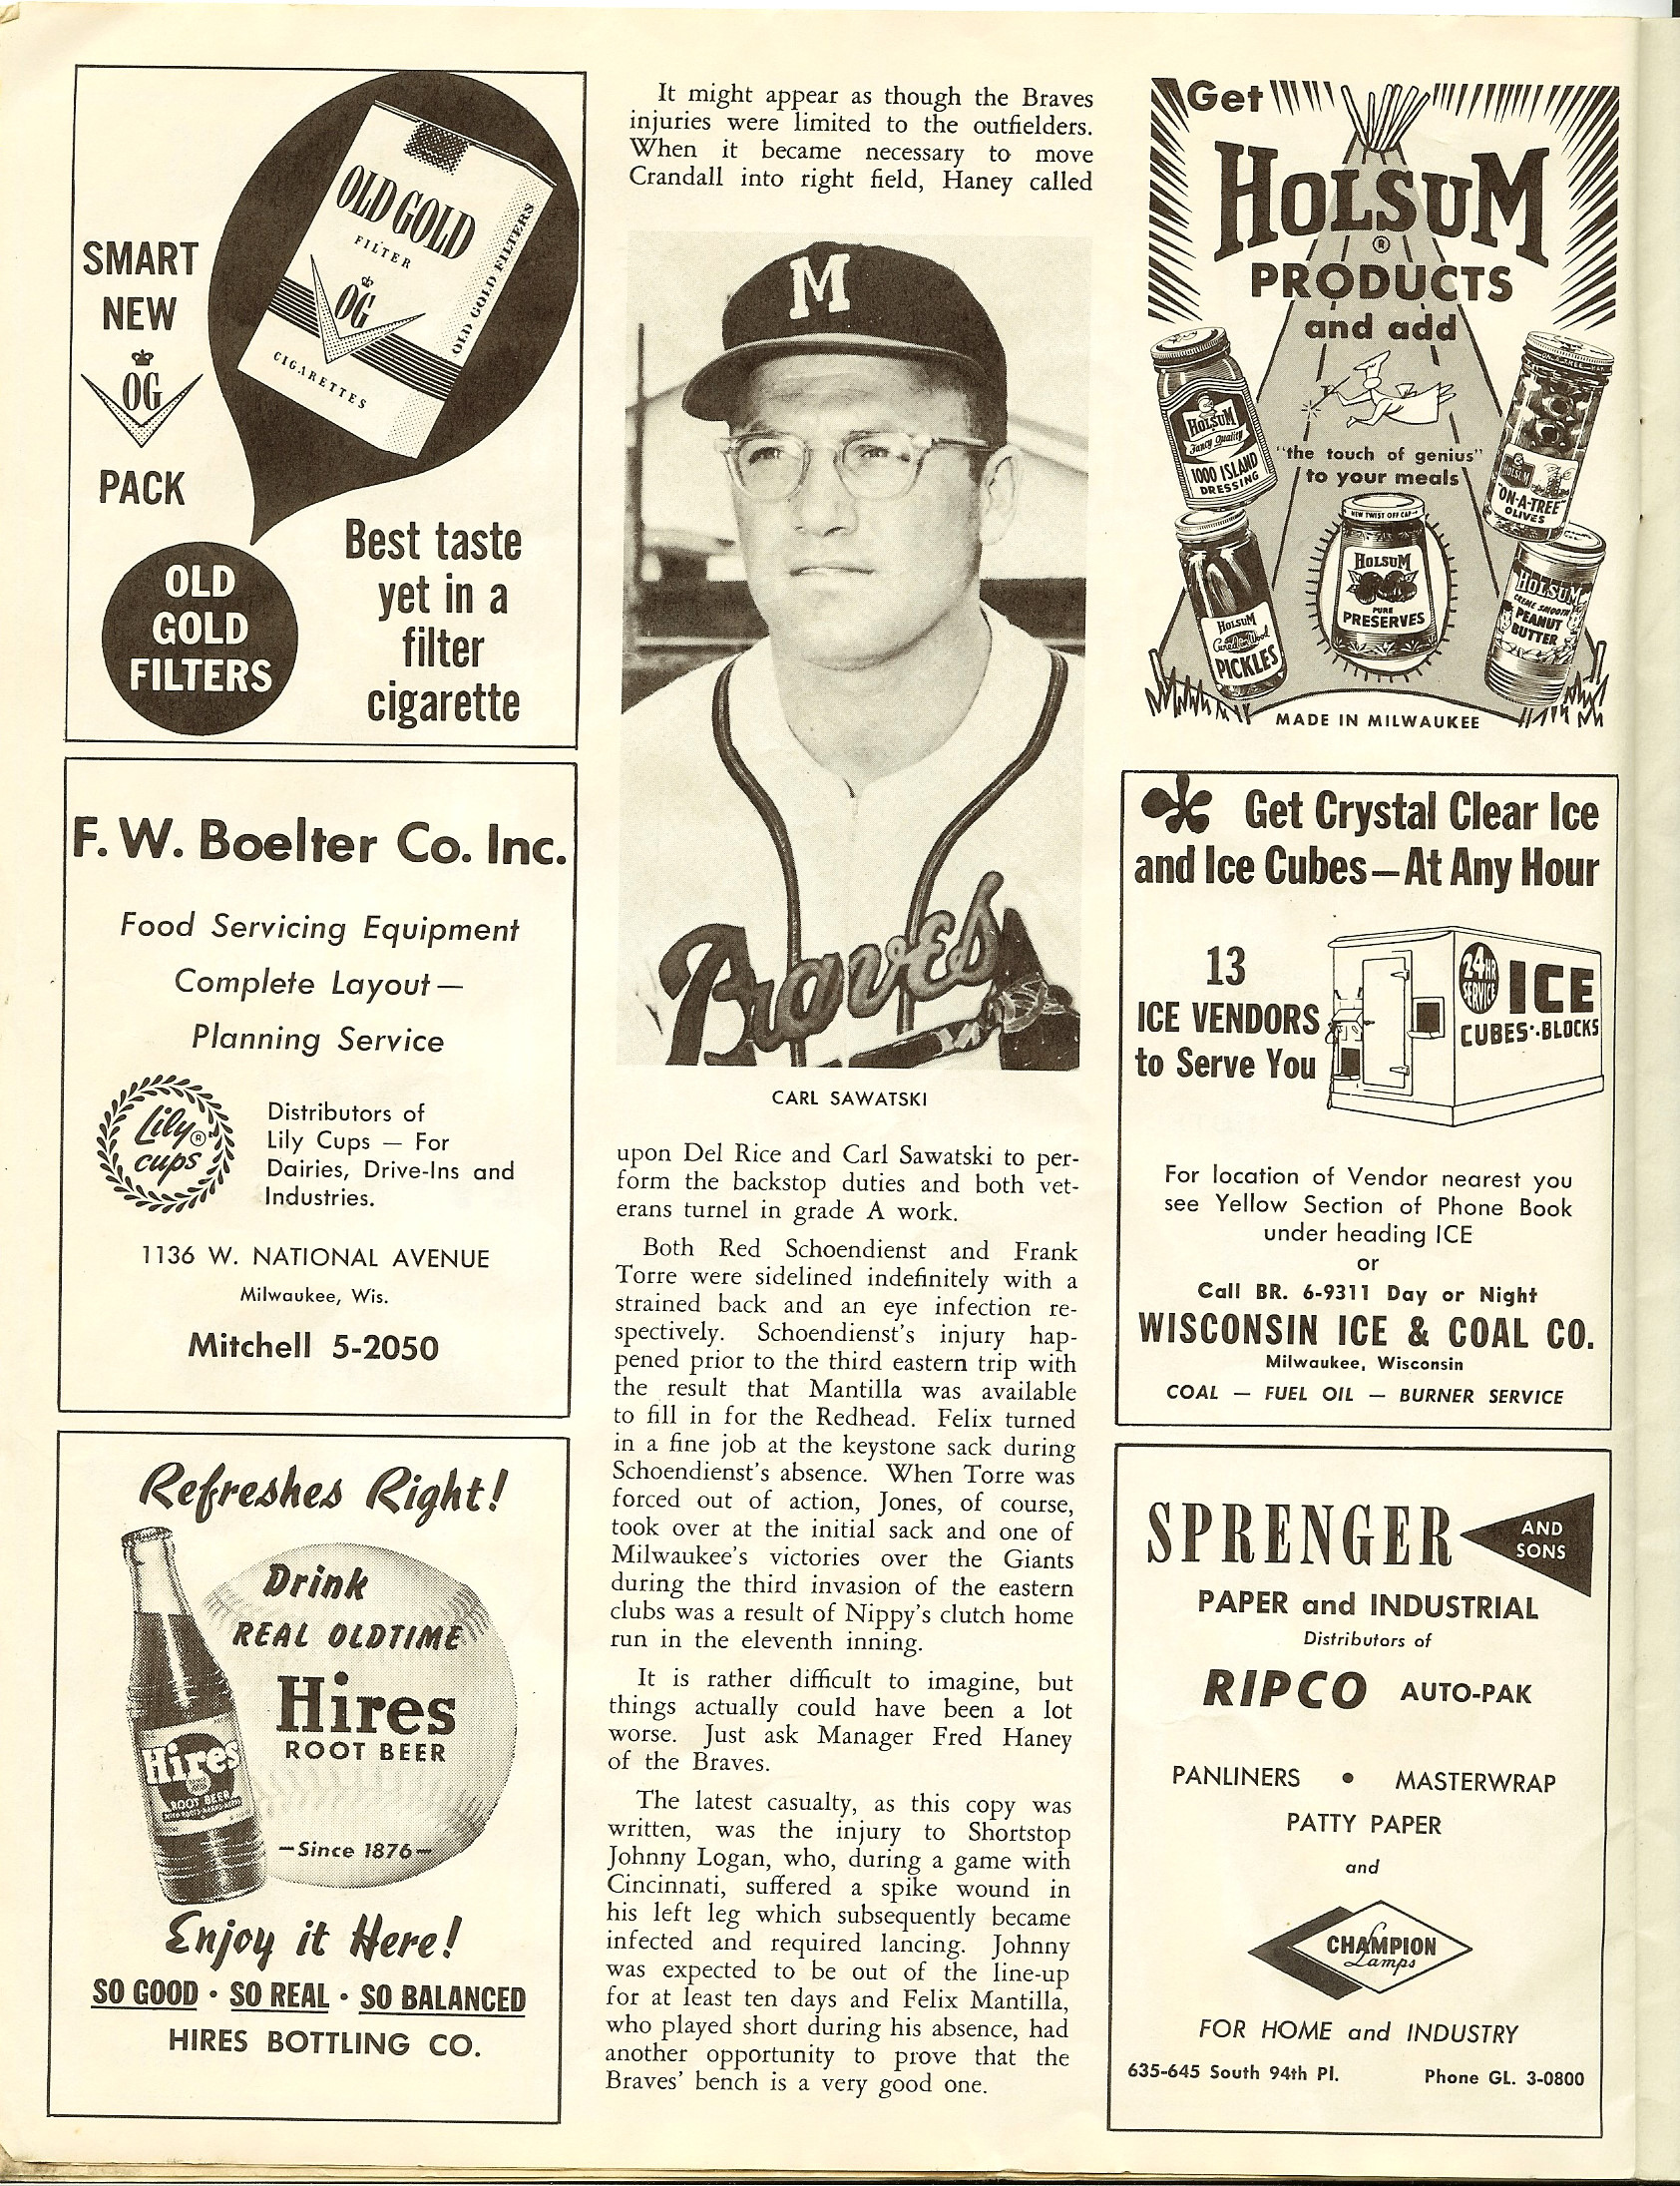 SMART
NEW
OG
PACK
OLD GOLD
FILTER
OG
CIGARETTES
OLD GOLD FILTERS
OLD
GOLD
FILTERS
Best taste
yet in a
filter
cigarette
F. W. Boelter Co. Inc.
Food Servicing Equipment
Complete Layout—
Planning Service
Lily®
cups
Distributors of
Lily Cups — For
Dairies, Drive-Ins and
Industries.
1136 W. NATIONAL AVENUE
Milwaukee, Wis.
Mitchell 5-2050
Refreshes Right!
Drink
REAL OLDTIME
Hires
ROOT BEER
Hires
ROOT BEER
—Since 1876—
Enjoy it Here!
SO GOOD · SO REAL · SO BALANCED
HIRES BOTTLING CO.
It might appear as though the Braves
injuries were limited to the outfielders.
When it became necessary to move
Crandall into right field, Haney called
M
Braves
CARL SAWATSKI
upon Del Rice and Carl Sawatski to per-
form the backstop duties and both vet-
erans turnel in grade A work.
Both Red Schoendienst and Frank
Torre were sidelined indefinitely with a
strained back and an eye infection re-
spectively. Schoendienst's injury hap-
pened prior to the third eastern trip with
the result that Mantilla was available
to fill in for the Redhead. Felix turned
in a fine job at the keystone sack during
Schoendienst's absence. When Torre was
forced out of action, Jones, of course,
took over at the initial sack and one of
Milwaukee's victories over the Giants
during the third invasion of the eastern
clubs was a result of Nippy's clutch home
run in the eleventh inning.
It is rather difficult to imagine, but
things actually could have been a lot
worse. Just ask Manager Fred Haney
of the Braves.
The latest casualty, as this copy was
written, was the injury to Shortstop
Johnny Logan, who, during a game with
Cincinnati, suffered a spike wound in
his left leg which subsequently became
infected and required lancing. Johnny
was expected to be out of the line-up
for at least ten days and Felix Mantilla,
who played short during his absence, had
another opportunity to prove that the
Braves' bench is a very good one.
Get
HOLSUM
®
PRODUCTS
and add
"the touch of genius"
to your meals
HOLSUM
Fancy Quality
1000 ISLAND
DRESSING
HOLSUM
"ON-A-TREE"
OLIVES
HOLSUM
Cured in Wood
PICKLES
NEW TWIST OFF CAP
HOLSUM
PURE
PRESERVES
HOLSUM
CREME SMOOTH
PEANUT
BUTTER
MADE IN MILWAUKEE
Get Crystal Clear Ice
and Ice Cubes—At Any Hour
13
ICE VENDORS
to Serve You
24 HR
SERVICE
ICE
CUBES·BLOCKS
For location of Vendor nearest you
see Yellow Section of Phone Book
under heading ICE
or
Call BR. 6-9311 Day or Night
WISCONSIN ICE & COAL CO.
Milwaukee, Wisconsin
COAL — FUEL OIL — BURNER SERVICE
SPRENGER
AND
SONS
PAPER and INDUSTRIAL
Distributors of
RIPCO AUTO-PAK
PANLINERS • MASTERWRAP
PATTY PAPER
and
CHAMPION
Lamps
FOR HOME and INDUSTRY
635-645 South 94th Pl. Phone GL. 3-0800